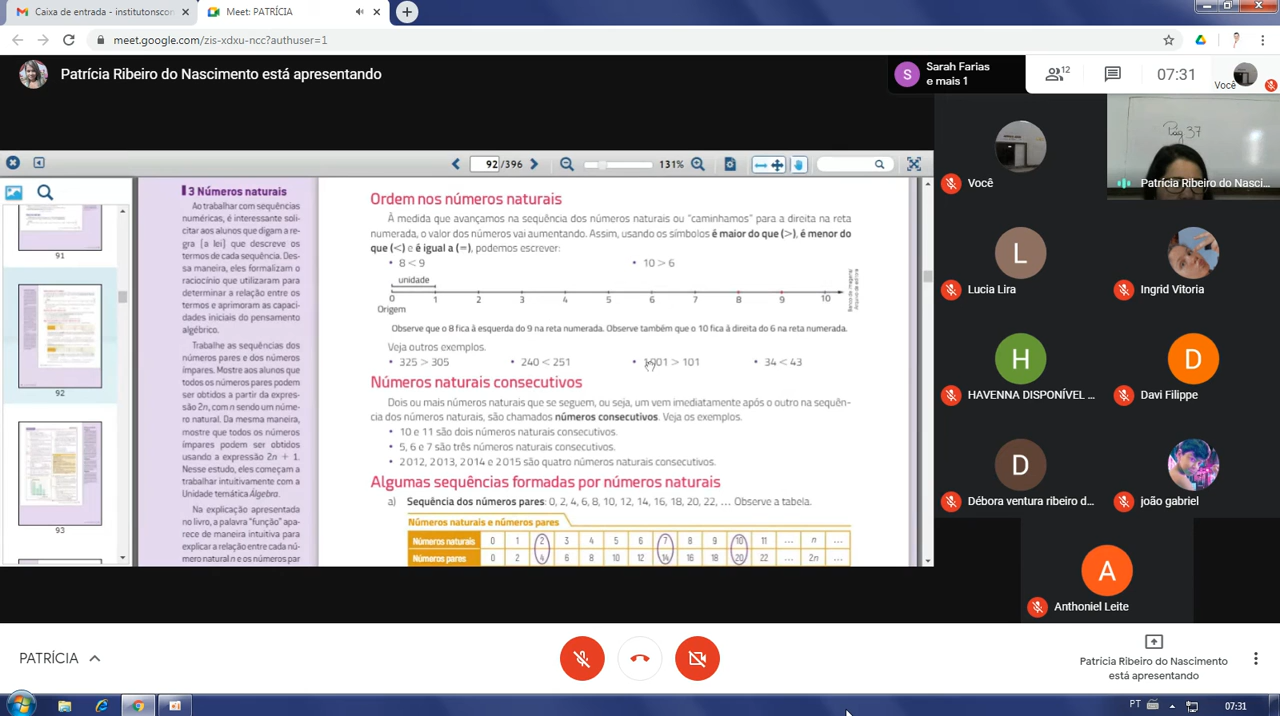 Caixa de entrada - institutonscon
Meet: PATRÍCIA
meet.google.com/zis-xdxu-ncc?authuser=1
Patrícia Ribeiro do Nascimento está apresentando
S
Sarah Farias
e mais 1
12
07:31
Você
92 /396
131%
91
92
93
3 Números naturais
Ao trabalhar com sequências
numéricas, é interessante soli-
citar aos alunos que digam a re-
gra (a lei) que descreve os
termos de cada sequência. Des-
sa maneira, eles formalizam o
raciocínio que utilizaram para
determinar a relação entre os
termos e aprimoram as capaci-
dades iniciais do pensamento
algébrico.
Trabalhe as sequências dos
números pares e dos números
ímpares. Mostre aos alunos que
todos os números pares podem
ser obtidos a partir da expres-
são 2n, com n sendo um núme-
ro natural. Da mesma maneira,
mostre que todos os números
ímpares podem ser obtidos
usando a expressão 2n + 1.
Nesse estudo, eles começam a
trabalhar intuitivamente com a
Unidade temática Álgebra.
Na explicação apresentada
no livro, a palavra "função" apa-
rece de maneira intuitiva para
explicar a relação entre cada nú-
mero natural n e os números par
Ordem nos números naturais
À medida que avançamos na sequência dos números naturais ou "caminhamos" para a direita na reta
numerada, o valor dos números vai aumentando. Assim, usando os símbolos é maior do que (>), é menor do
que (<) e é igual a (=), podemos escrever:
• 8 < 9
• 10 > 6
unidade
0 1 2 3 4 5 6 7 8 9 10
Origem
Observe que o 8 fica à esquerda do 9 na reta numerada. Observe também que o 10 fica à direita do 6 na reta numerada.
Veja outros exemplos.
• 325 > 305
• 240 < 251
• 1001 > 101
• 34 < 43
Números naturais consecutivos
Dois ou mais números naturais que se seguem, ou seja, um vem imediatamente após o outro na sequên-
cia dos números naturais, são chamados números consecutivos. Veja os exemplos.
• 10 e 11 são dois números naturais consecutivos.
• 5, 6 e 7 são três números naturais consecutivos.
• 2 012, 2 013, 2 014 e 2 015 são quatro números naturais consecutivos.
Algumas sequências formadas por números naturais
a) Sequência dos números pares: 0, 2, 4, 6, 8, 10, 12, 14, 16, 18, 20, 22, ... Observe a tabela.
Números naturais e números pares
Números naturais 0 1 2 3 4 5 6 7 8 9 10 11 ... n ...
Números pares 0 2 4 6 8 10 12 14 16 18 20 22 ... 2n ...
Você
Pág 37
Patrícia Ribeiro do Nasci...
L
Lucia Lira
Ingrid Vitoria
H
HAVENNA DISPONÍVEL ...
D
Davi Filippe
D
Débora ventura ribeiro d...
joão gabriel
A
Anthoniel Leite
PATRÍCIA
Patrícia Ribeiro do Nascimento
está apresentando
PT
07:31